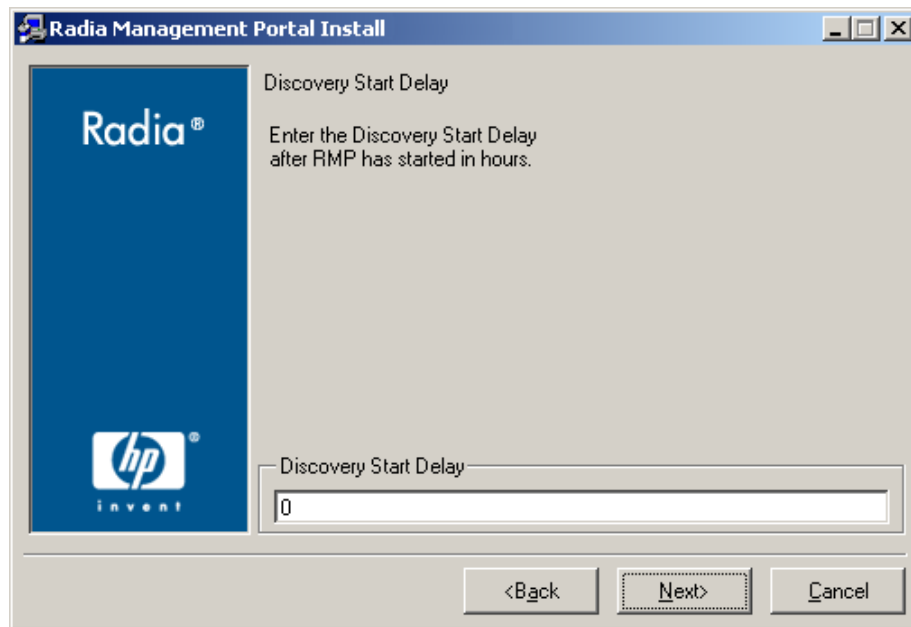 Radia Management Portal Install
Radia®
Discovery Start Delay
Enter the Discovery Start Delay
after RMP has started in hours.
hp®
invent
Discovery Start Delay
0
<Back
Next>
Cancel